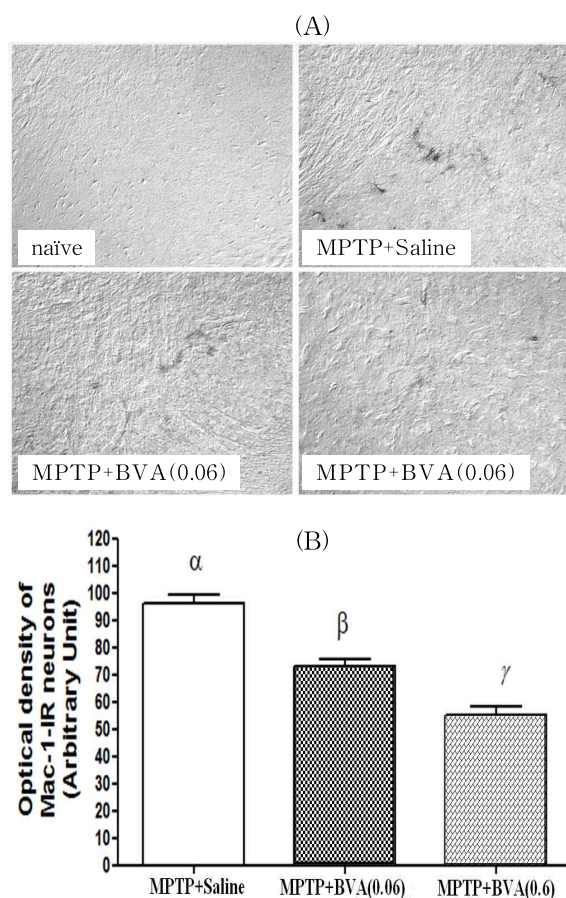 (A)
naïve
MPTP+Saline
MPTP+BVA(0.06)
MPTP+BVA(0.06)
(B)
Optical density of
Mac-1-IR neurons
(Arbitrary Unit)
120
110
100
90
80
70
60
50
40
30
20
10
0
α
β
γ
MPTP+Saline
MPTP+BVA(0.06)
MPTP+BVA(0.6)